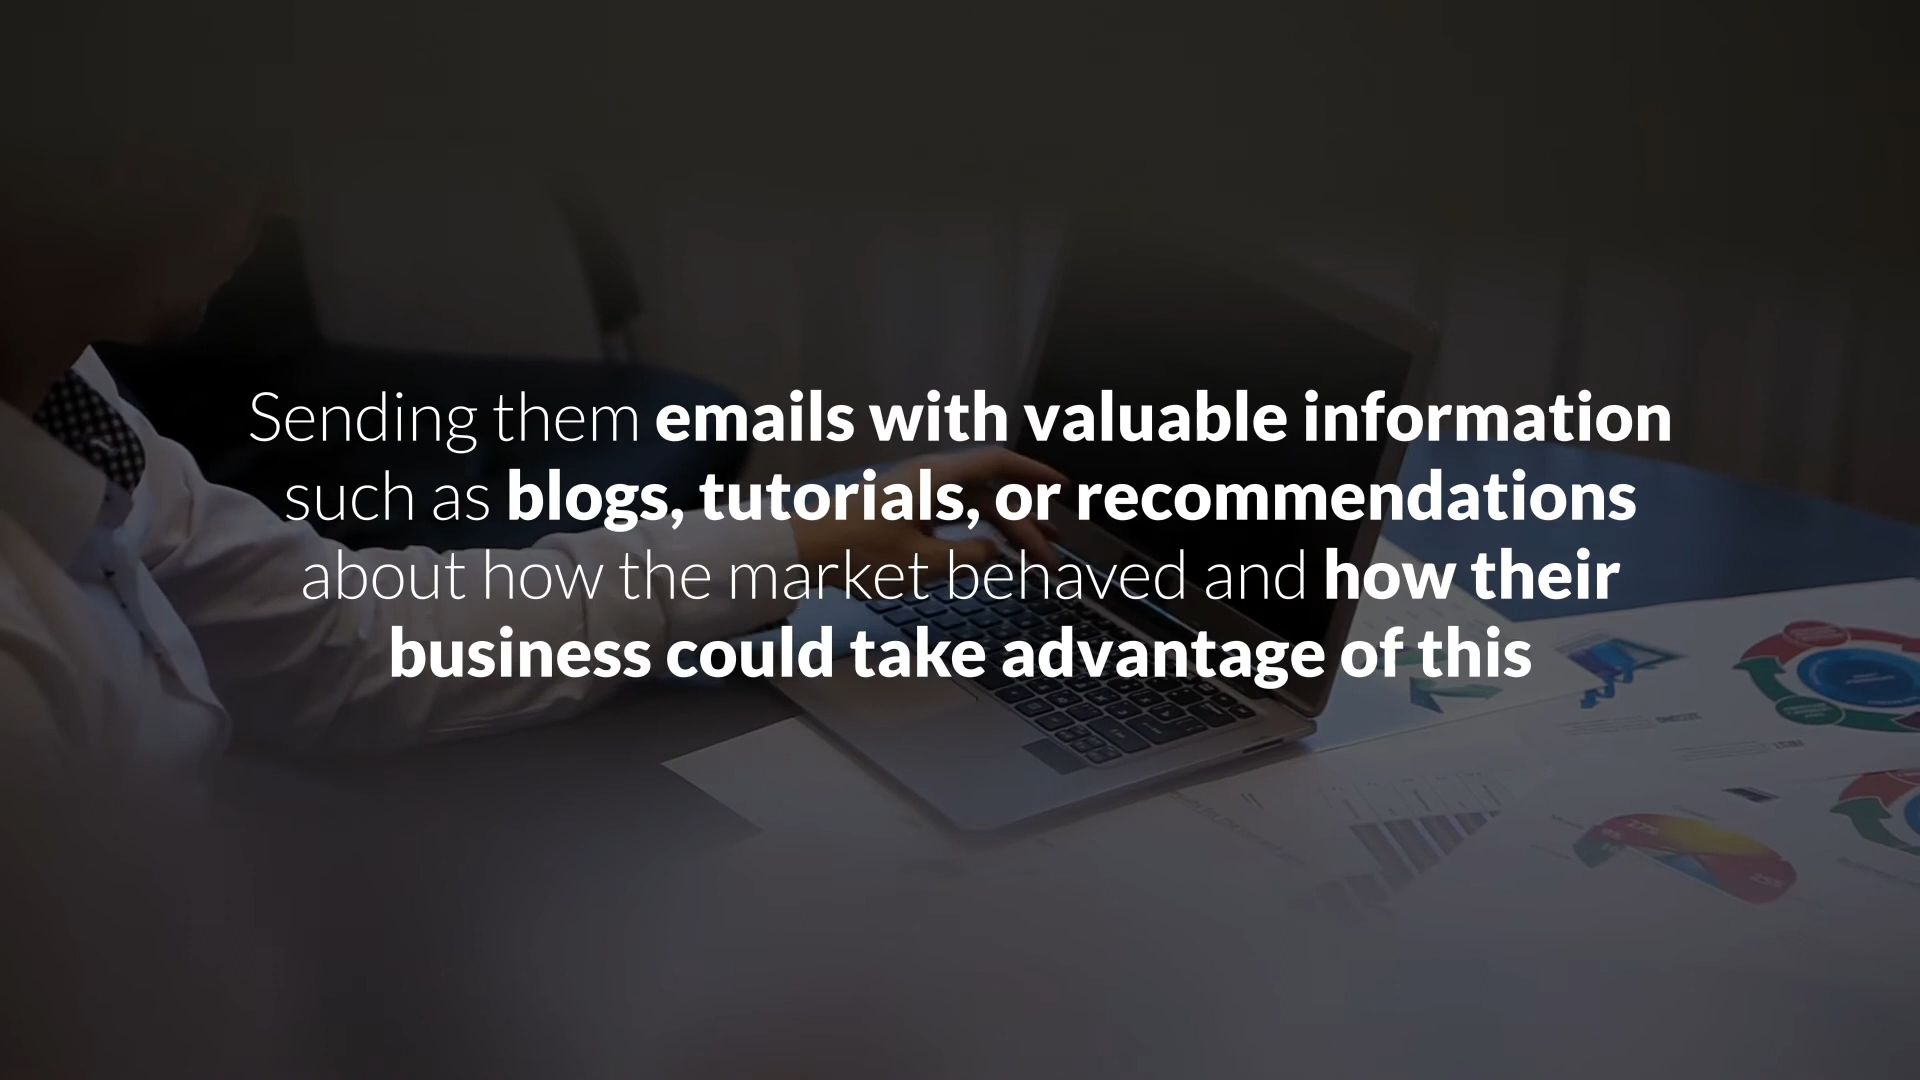 Sending them emails with valuable information
such as blogs, tutorials, or recommendations
about how the market behaved and how their
business could take advantage of this